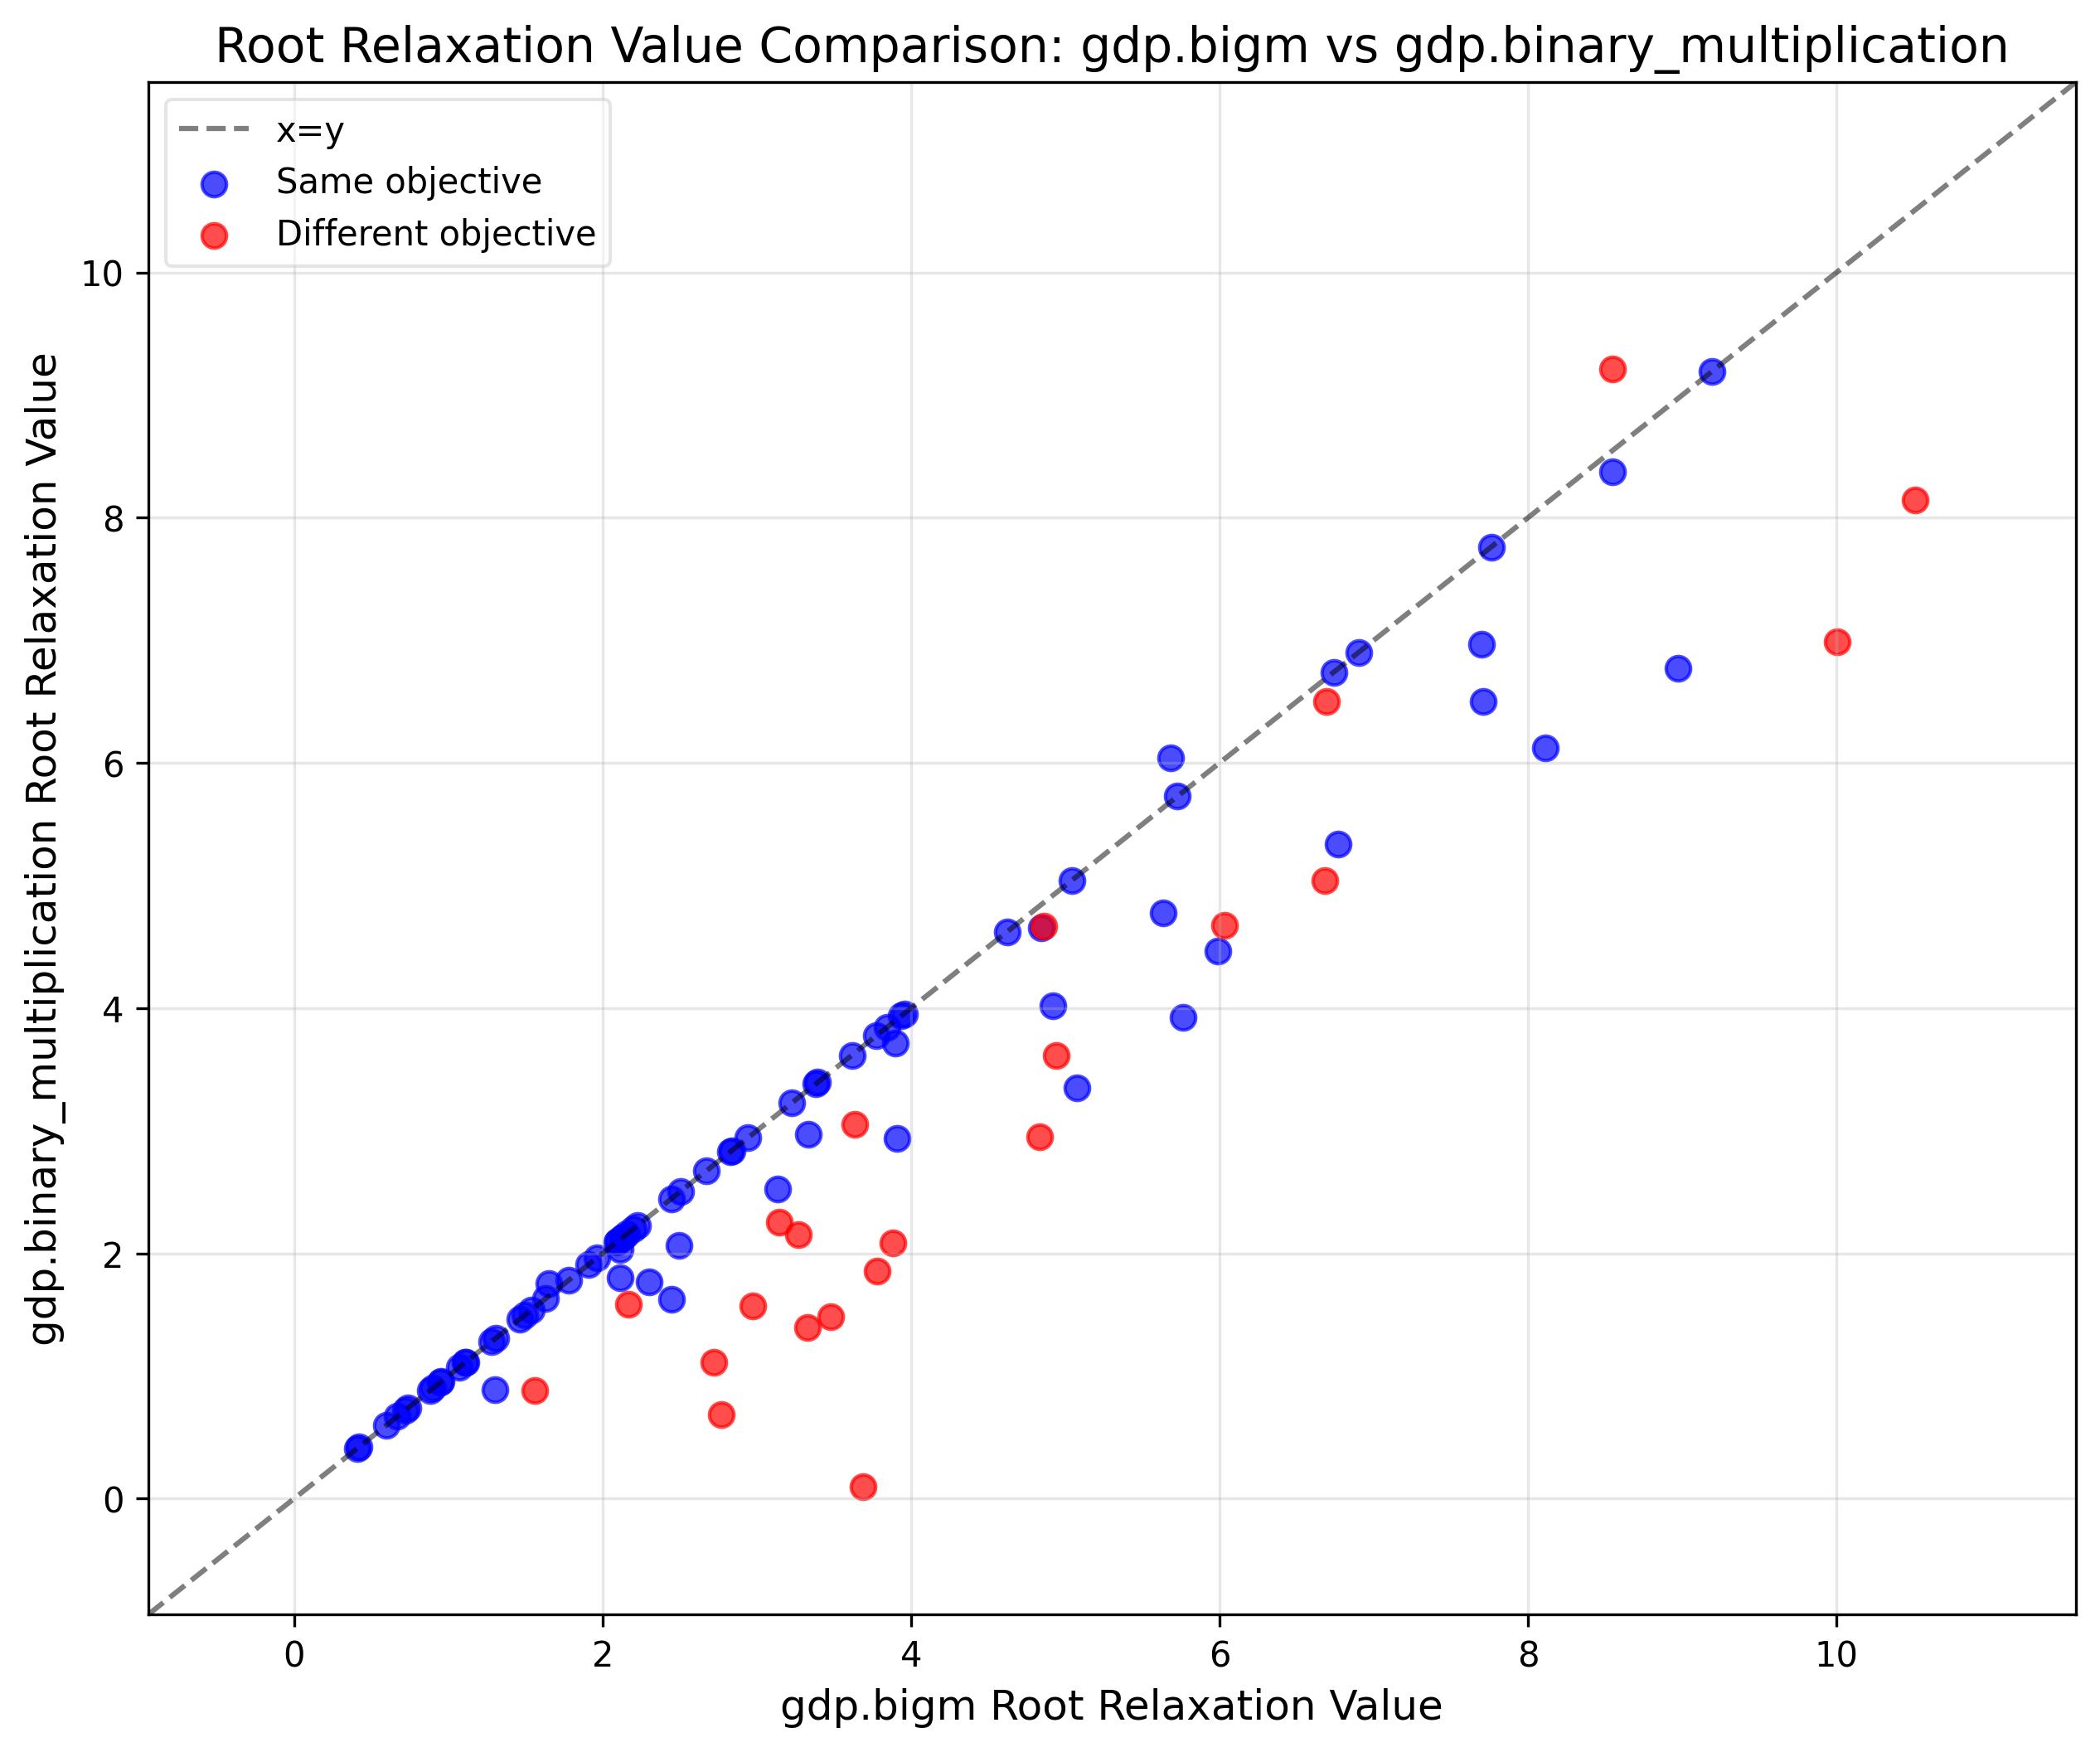 Root Relaxation Value Comparison: gdp.bigm vs gdp.binary_multiplication
x=y
Same objective
Different objective
gdp.binary_multiplication Root Relaxation Value
10
8
6
4
2
0
0 2 4 6 8 10
gdp.bigm Root Relaxation Value